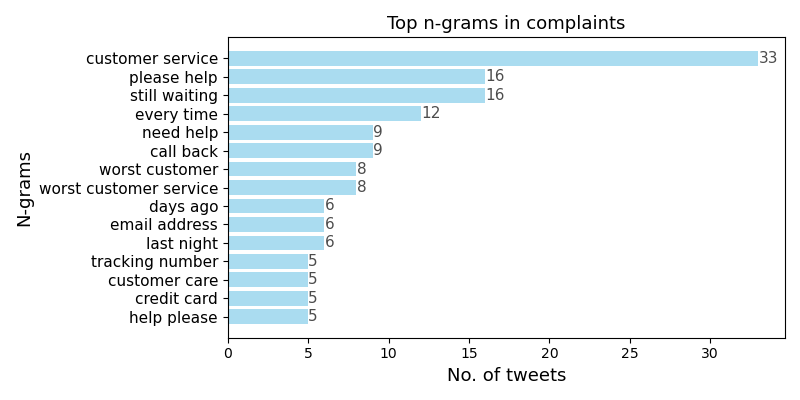 Top n-grams in complaints
N-grams
customer service 33
please help 16
still waiting 16
every time 12
need help 9
call back 9
worst customer 8
worst customer service 8
days ago 6
email address 6
last night 6
tracking number 5
customer care 5
credit card 5
help please 5
0 5 10 15 20 25 30
No. of tweets